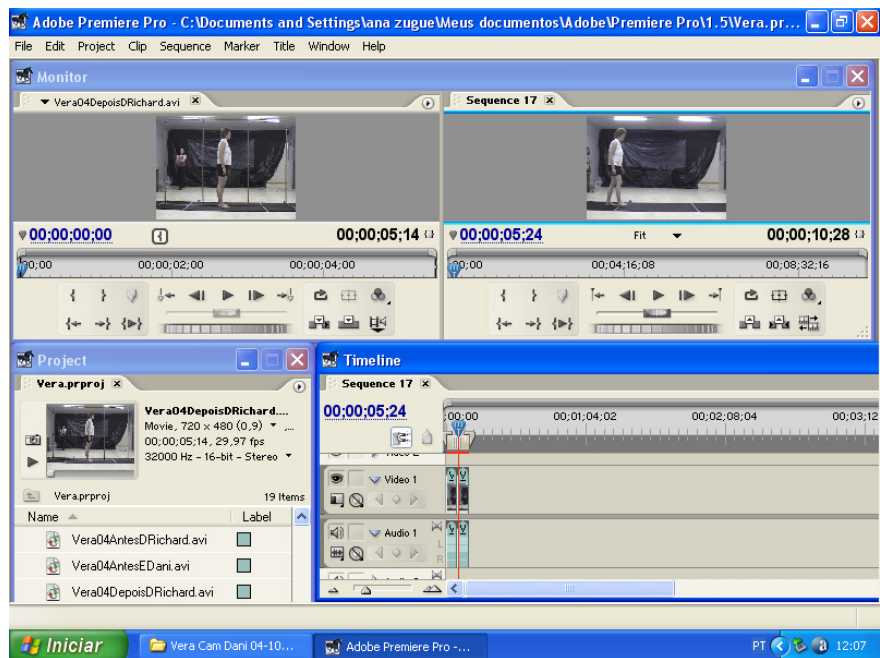 Adobe Premiere Pro - C:\Documents and Settings\ana zugue\Meus documentos\Adobe\Premiere Pro\1.5\Vera.pr...
File Edit Project Clip Sequence Marker Title Window Help
Monitor
Vera04DepoisDRichard.avi
Sequence 17
00;00;00;00
00;00;05;14
00;00;05;24
Fit
00;00;10;28
00;00
00;00;02;00
00;00;04;00
00;00
00;04;16;08
00;08;32;16
Project
Timeline
Vera.prproj
Sequence 17
Vera04DepoisDRichard....
Movie, 720 x 480 (0,9) ,...
00;00;05;14, 29,97 fps
32000 Hz - 16-bit - Stereo
00;00;05;24
;00;00
00;01;04;02
00;02;08;04
00;03;12
Vera.prproj
19 Items
Name
Label
Vera04AntesDRichard.avi
Vera04AntesEDani.avi
Vera04DepoisDRichard.avi
Video 1
V V
Audio 1
V V
L
R
Iniciar
Vera Cam Dani 04-10...
Adobe Premiere Pro -...
PT
12:07